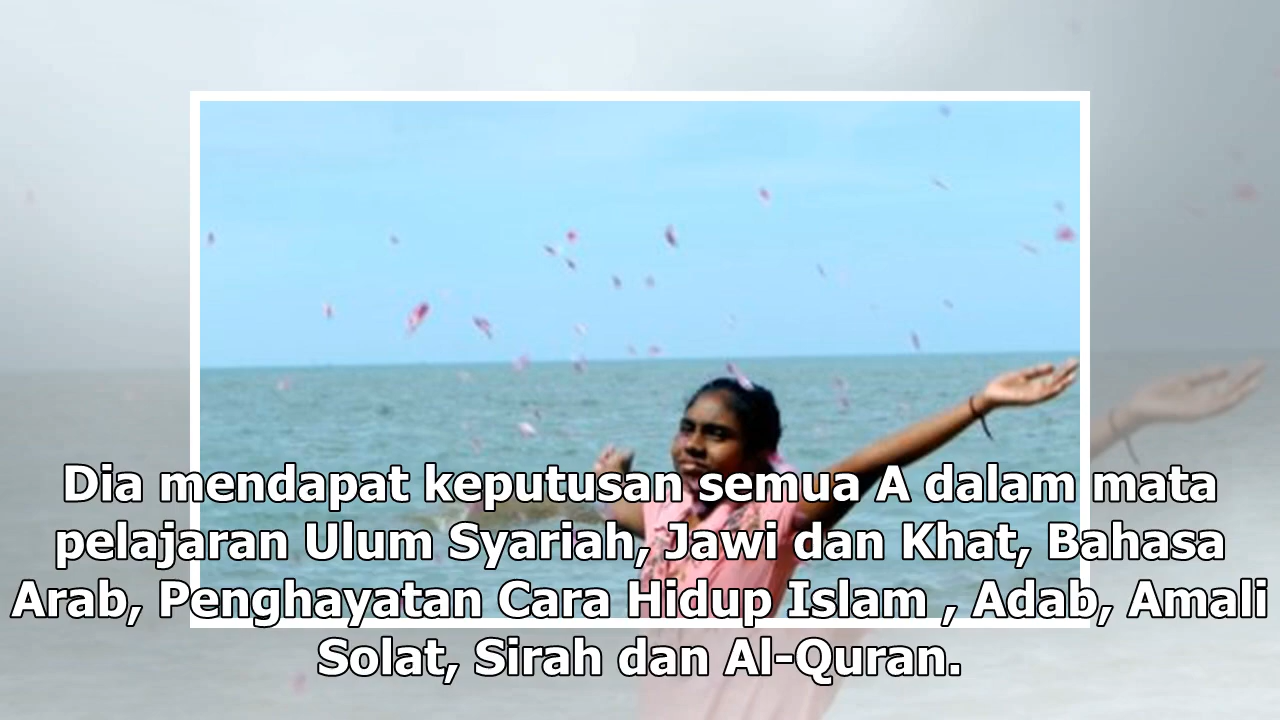 Dia mendapat keputusan semua A dalam mata
pelajaran Ulum Syariah, Jawi dan Khat, Bahasa
Arab, Penghayatan Cara Hidup Islam , Adab, Amali
Solat, Sirah dan Al-Quran.